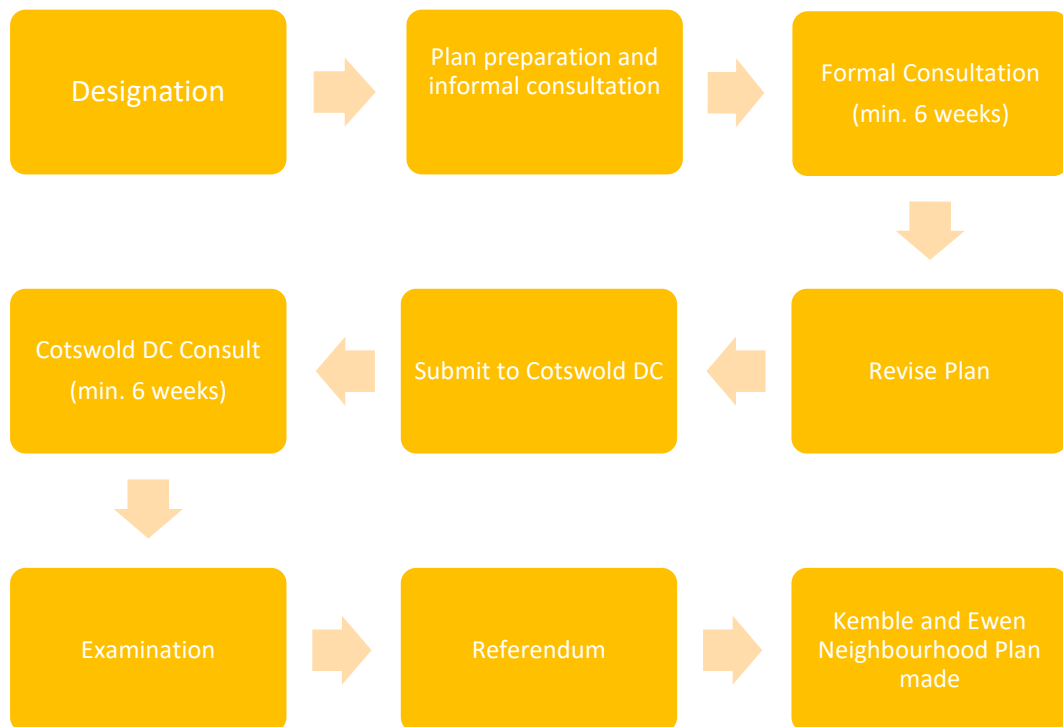 Designation
Plan preparation and
informal consultation
Formal Consultation
(min. 6 weeks)
Revise Plan
Submit to Cotswold DC
Cotswold DC Consult
(min. 6 weeks)
Examination
Referendum
Kemble and Ewen
Neighbourhood Plan
made